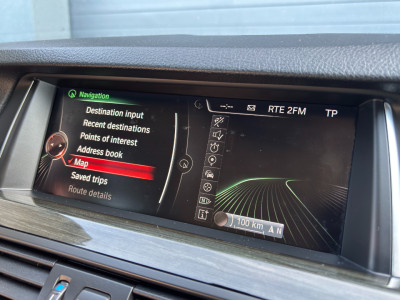 Navigation
--:--
RTE 2FM
TP
Destination input
Recent destinations
Points of interest
Address book
Map
Saved trips
Route details
100 km
N